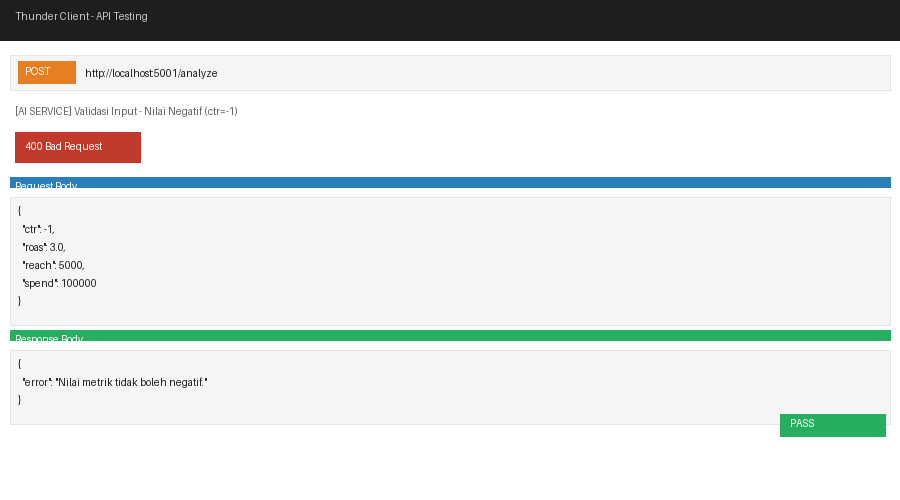 Thunder Client - API Testing
POST
http://localhost:5001/analyze
[AI SERVICE] Validasi Input - Nilai Negatif (ctr=-1)
400 Bad Request
Request Body
{
"ctr": -1,
"roas": 3.0,
"reach": 5000,
"spend": 100000
}
Response Body
{
"error": "Nilai metrik tidak boleh negatif."
}
PASS